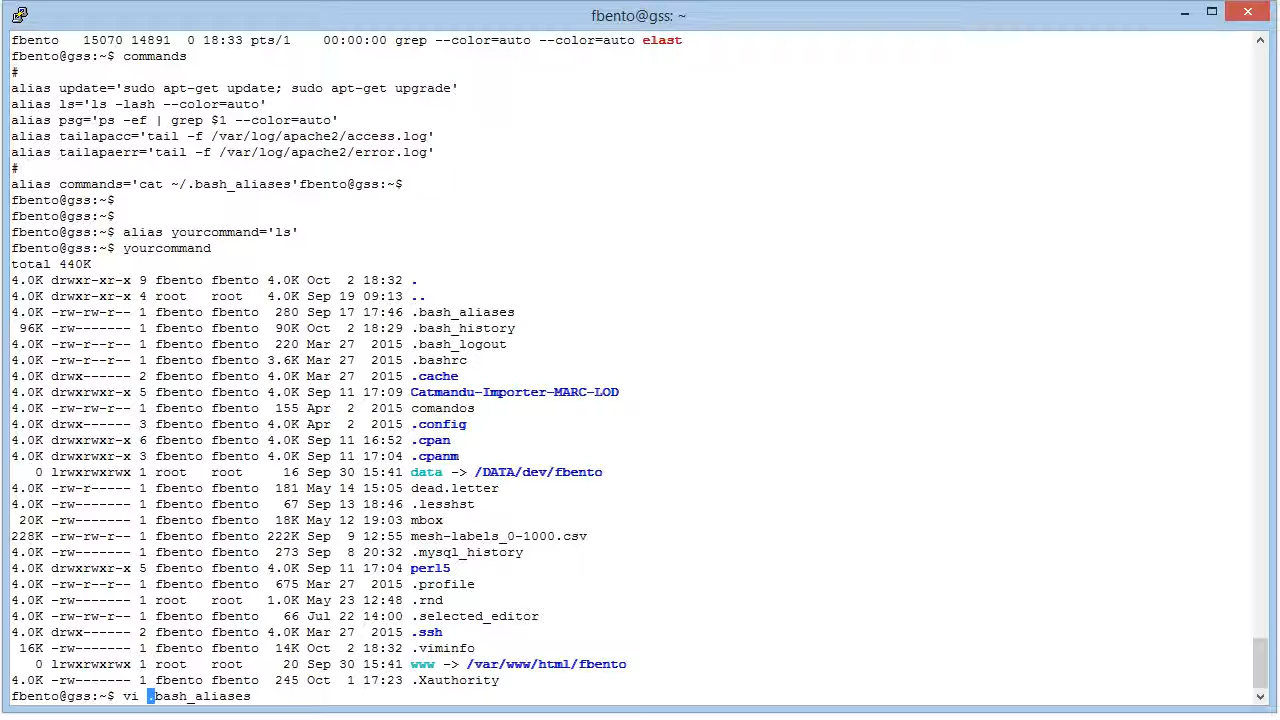 fbento@gss: ~
fbento   15070 14891  0 18:33 pts/1    00:00:00 grep --color=auto --color=auto elast
fbento@gss:~$ commands
#
alias update='sudo apt-get update; sudo apt-get upgrade'
alias ls='ls -lash --color=auto'
alias psg='ps -ef | grep $1 --color=auto'
alias tailapacc='tail -f /var/log/apache2/access.log'
alias tailapaerr='tail -f /var/log/apache2/error.log'
#
alias commands='cat ~/.bash_aliases'fbento@gss:~$
fbento@gss:~$
fbento@gss:~$
fbento@gss:~$ alias yourcommand='ls'
fbento@gss:~$ yourcommand
total 440K
4.0K drwxr-xr-x 9 fbento fbento 4.0K Oct  2 18:32 .
4.0K drwxr-xr-x 4 root   root   4.0K Sep 19 09:13 ..
4.0K -rw-rw-r-- 1 fbento fbento  280 Sep 17 17:46 .bash_aliases
 96K -rw------- 1 fbento fbento  90K Oct  2 18:29 .bash_history
4.0K -rw-r--r-- 1 fbento fbento  220 Mar 27  2015 .bash_logout
4.0K -rw-r--r-- 1 fbento fbento 3.6K Mar 27  2015 .bashrc
4.0K drwx------ 2 fbento fbento 4.0K Mar 27  2015 .cache
4.0K drwxrwxr-x 5 fbento fbento 4.0K Sep 11 17:09 Catmandu-Importer-MARC-LOD
4.0K -rw-rw-r-- 1 fbento fbento  155 Apr  2  2015 comandos
4.0K drwx------ 3 fbento fbento 4.0K Apr  2  2015 .config
4.0K drwxrwxr-x 6 fbento fbento 4.0K Sep 11 16:52 .cpan
4.0K drwxrwxr-x 3 fbento fbento 4.0K Sep 11 17:04 .cpanm
   0 lrwxrwxrwx 1 root   root     16 Sep 30 15:41 data -> /DATA/dev/fbento
4.0K -rw-r----- 1 fbento fbento  181 May 14 15:05 dead.letter
4.0K -rw------- 1 fbento fbento   67 Sep 13 18:46 .lesshst
 20K -rw------- 1 fbento fbento  18K May 12 19:03 mbox
228K -rw-rw-r-- 1 fbento fbento 222K Sep  9 12:55 mesh-labels_0-1000.csv
4.0K -rw------- 1 fbento fbento  273 Sep  8 20:32 .mysql_history
4.0K drwxrwxr-x 5 fbento fbento 4.0K Sep 11 17:04 perl5
4.0K -rw-r--r-- 1 fbento fbento  675 Mar 27  2015 .profile
4.0K -rw------- 1 root   root   1.0K May 23 12:48 .rnd
4.0K -rw-rw-r-- 1 fbento fbento   66 Jul 22 14:00 .selected_editor
4.0K drwx------ 2 fbento fbento 4.0K Mar 27  2015 .ssh
 16K -rw------- 1 fbento fbento  14K Oct  2 18:32 .viminfo
   0 lrwxrwxrwx 1 root   root     20 Sep 30 15:41 www -> /var/www/html/fbento
4.0K -rw------- 1 fbento fbento  245 Oct  1 17:23 .Xauthority
fbento@gss:~$ vi .bash_aliases